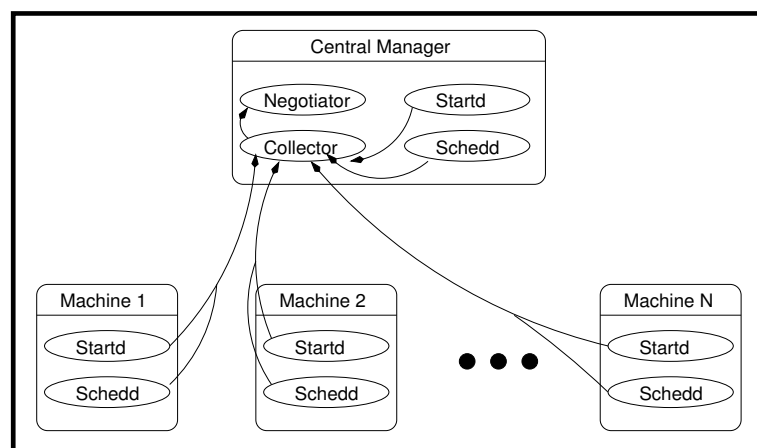 Central Manager
Negotiator Startd
Collector Schedd
Machine 1 Machine 2 Machine N
Startd Startd Startd
Schedd Schedd Schedd